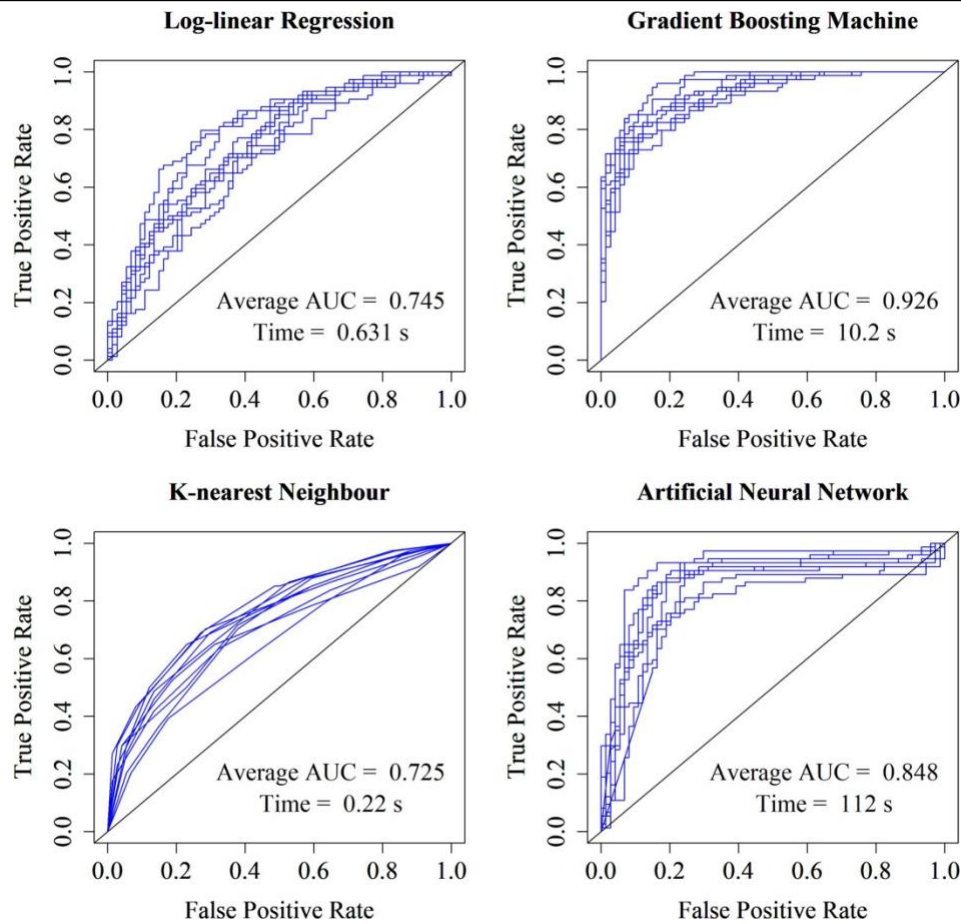 Log-linear Regression
True Positive Rate
0.0 0.2 0.4 0.6 0.8 1.0
Average AUC = 0.745
Time = 0.631 s
0.0 0.2 0.4 0.6 0.8 1.0
False Positive Rate
Gradient Boosting Machine
True Positive Rate
0.0 0.2 0.4 0.6 0.8 1.0
Average AUC = 0.926
Time = 10.2 s
0.0 0.2 0.4 0.6 0.8 1.0
False Positive Rate
K-nearest Neighbour
True Positive Rate
0.0 0.2 0.4 0.6 0.8 1.0
Average AUC = 0.725
Time = 0.22 s
0.0 0.2 0.4 0.6 0.8 1.0
False Positive Rate
Artificial Neural Network
True Positive Rate
0.0 0.2 0.4 0.6 0.8 1.0
Average AUC = 0.848
Time = 112 s
0.0 0.2 0.4 0.6 0.8 1.0
False Positive Rate